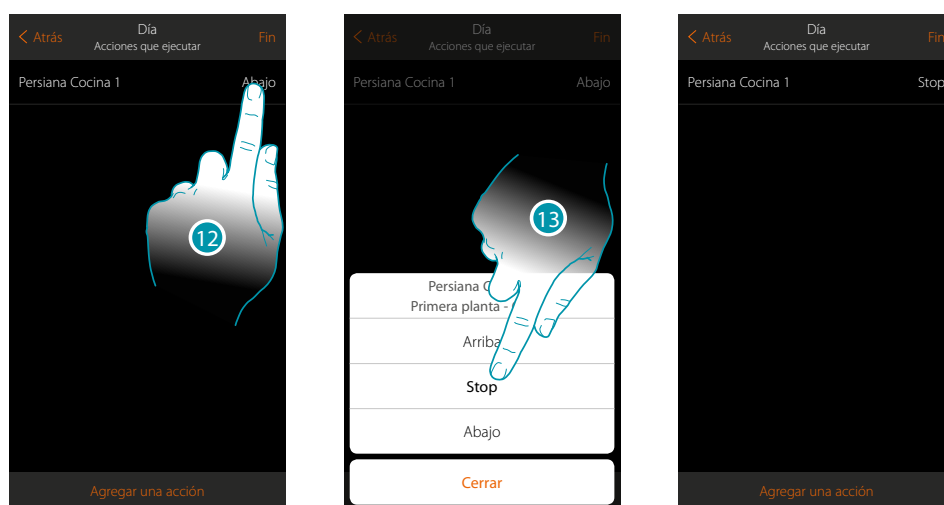 Día
< Atrás
Acciones que ejecutar
Fin
Persiana Cocina 1
Abajo
12
Agregar una acción
Día
< Atrás
Acciones que ejecutar
Fin
Persiana Cocina 1
Abajo
13
Persiana
Primera planta -
Arriba
Stop
Abajo
Cerrar
Día
< Atrás
Acciones que ejecutar
Fin
Persiana Cocina 1
Stop
Agregar una acción